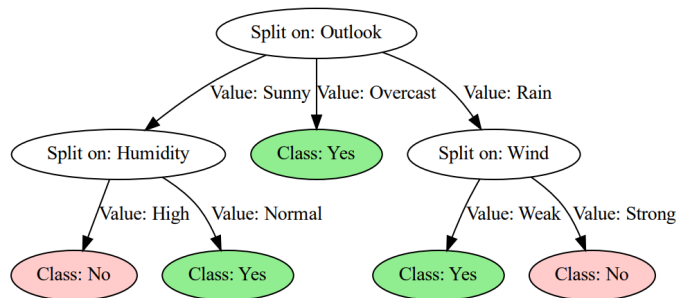 Split on: Outlook
Value: Sunny
Value: Overcast
Value: Rain
Split on: Humidity
Class: Yes
Split on: Wind
Value: High
Value: Normal
Value: Weak
Value: Strong
Class: No
Class: Yes
Class: Yes
Class: No